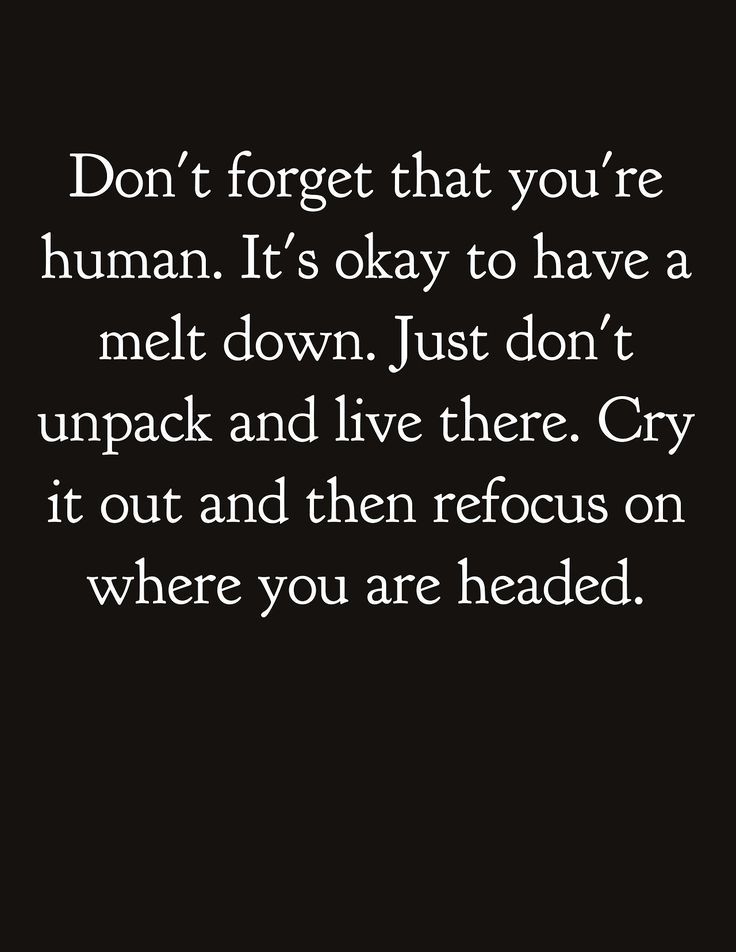 Don't forget that you're
human. It's okay to have a
melt down. Just don't
unpack and live there. Cry
it out and then refocus on
where you are headed.